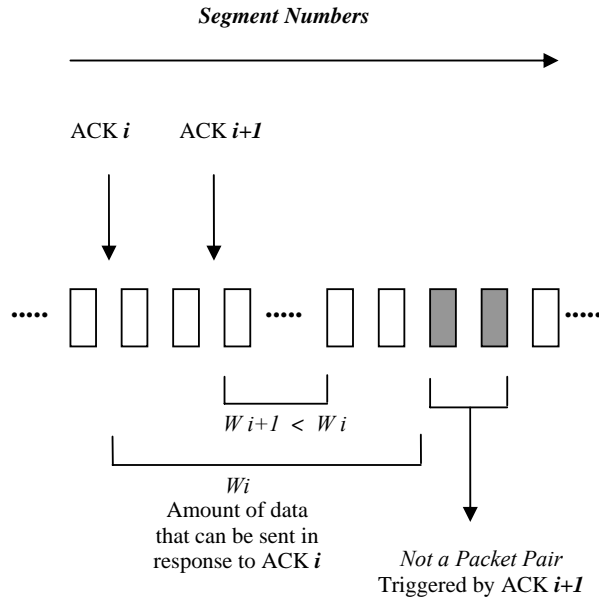 Segment Numbers
ACK i
ACK i+1
.....
.....
.....
W i+1 < W i
Wi
Amount of data
that can be sent in
response to ACK i
Not a Packet Pair
Triggered by ACK i+1